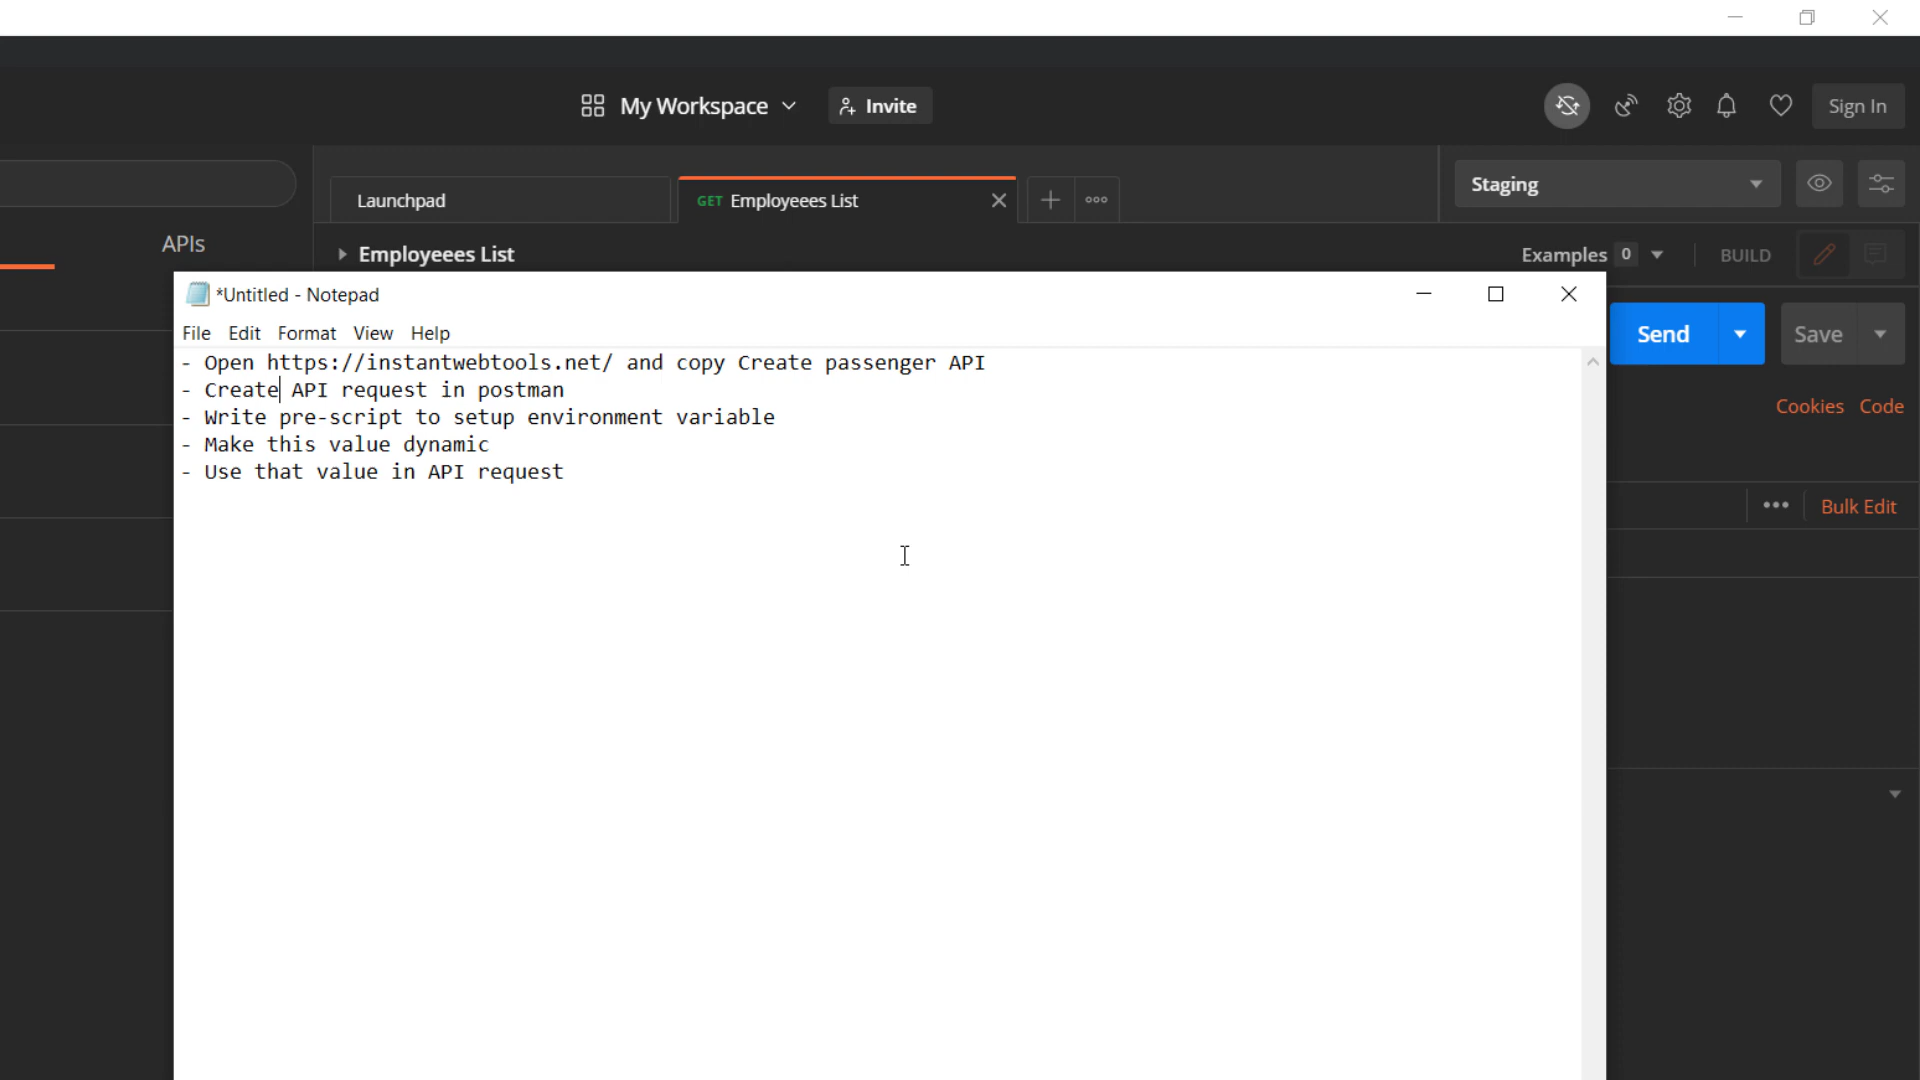 My Workspace
Invite
Sign In
Launchpad
GET Employeees List
Staging
APIs
Employeees List
Examples 0
BUILD
*Untitled - Notepad
File Edit Format View Help
Send
Save
- Open https://instantwebtools.net/ and copy Create passenger API
- Create API request in postman
- Write pre-script to setup environment variable
- Make this value dynamic
- Use that value in API request
Cookies Code
Bulk Edit